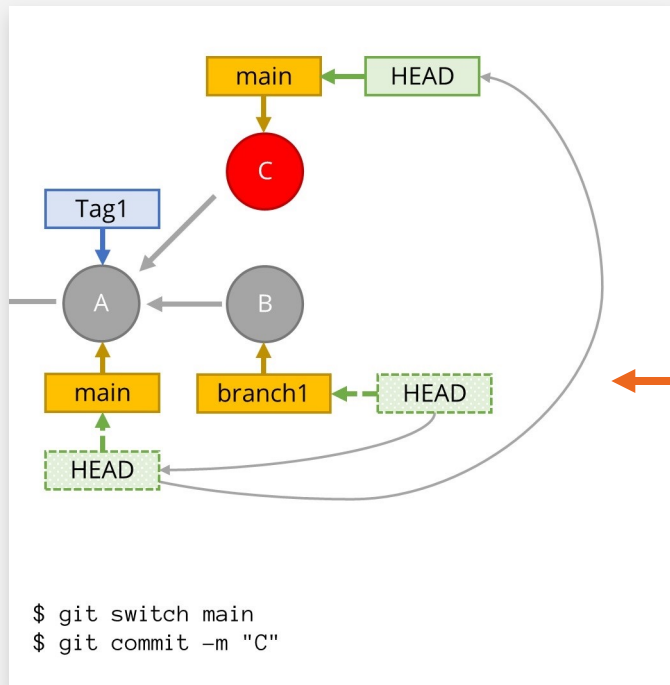 main
HEAD
C
Tag1
A
B
main
branch1
HEAD
HEAD
$ git switch main
$ git commit –m "C"